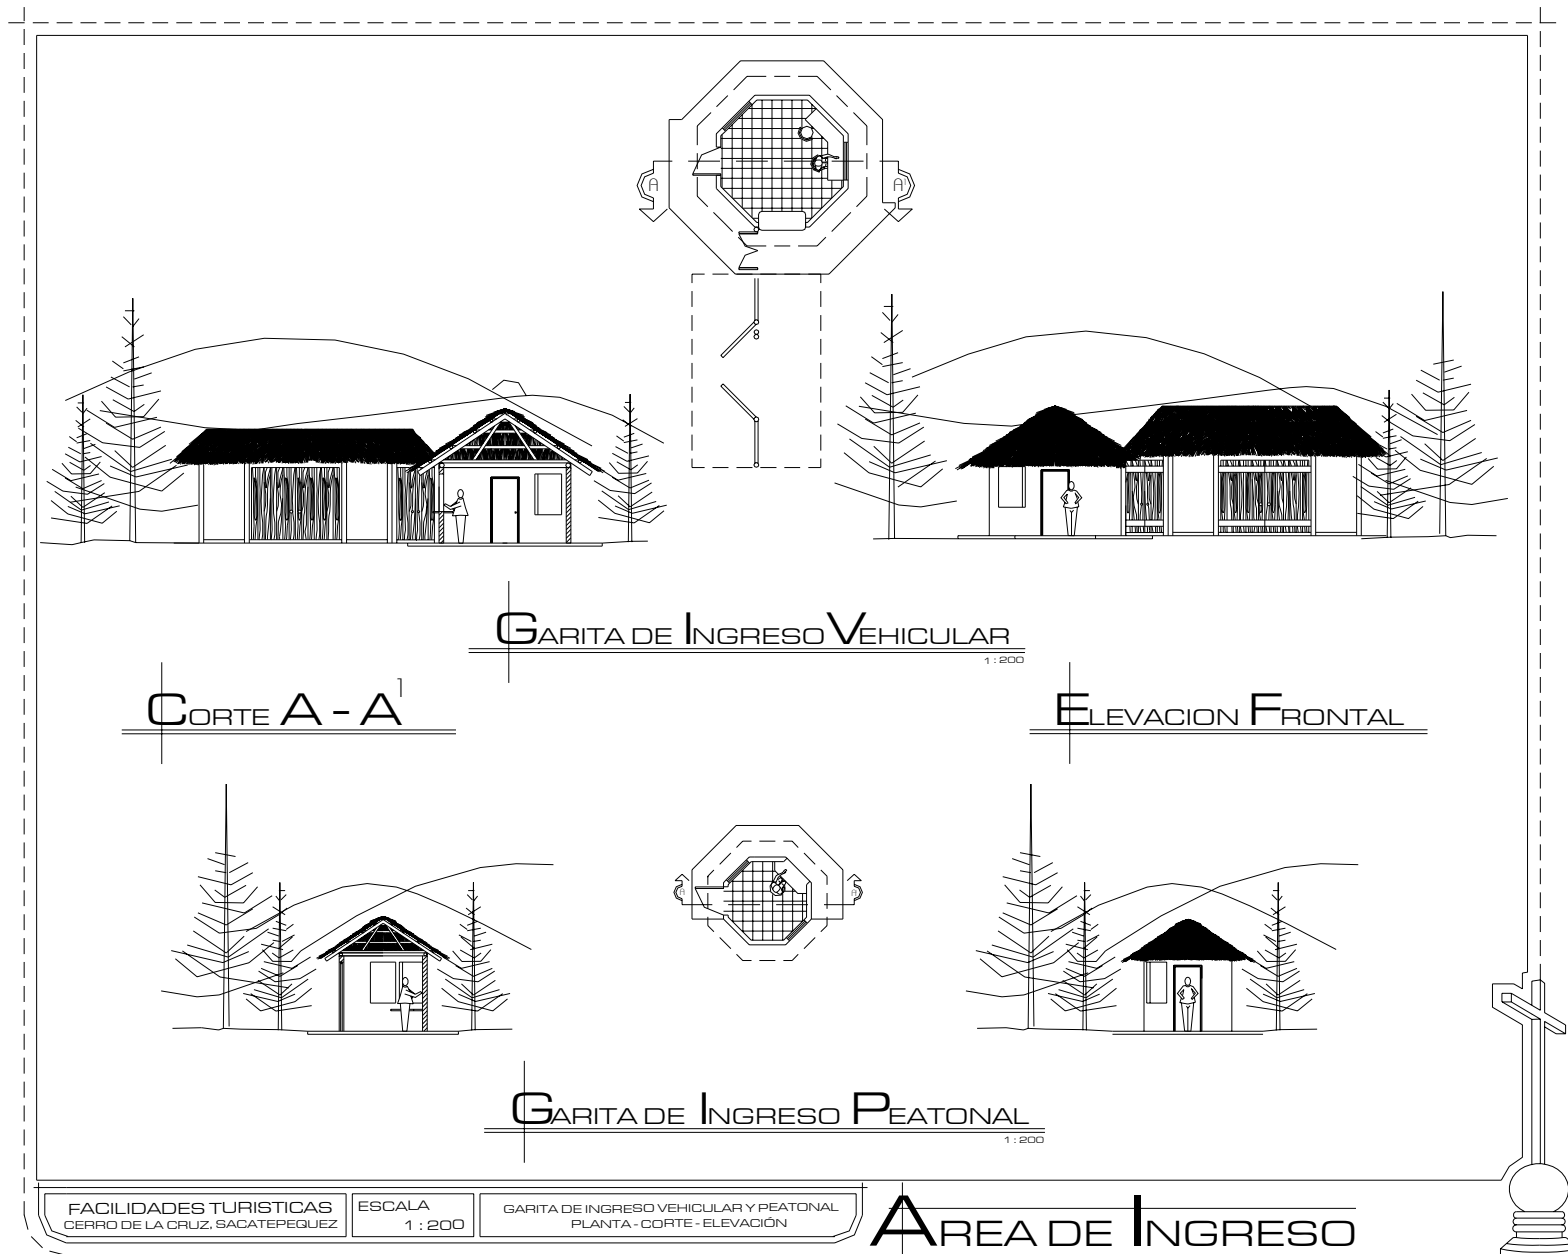 A A'
GARITA DE INGRESO VEHICULAR
1 : 200
CORTE A - A'
ELEVACION FRONTAL
A A
GARITA DE INGRESO PEATONAL
1 : 200
FACILIDADES TURISTICAS
CERRO DE LA CRUZ, SACATEPEQUEZ
ESCALA
1 : 200
GARITA DE INGRESO VEHICULAR Y PEATONAL
PLANTA - CORTE - ELEVACIÓN
AREA DE INGRESO